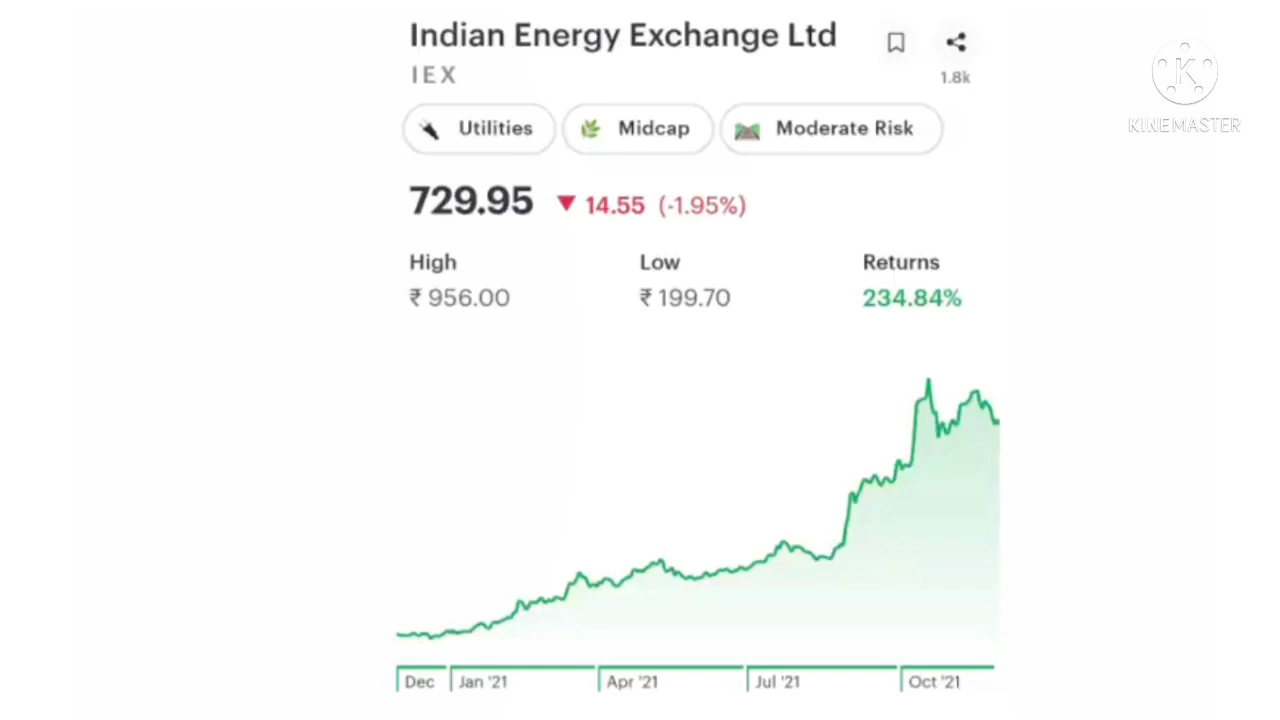 Indian Energy Exchange Ltd
IEX
1.8k
KINEMASTER
Utilities
Midcap
Moderate Risk
729.95 ▼ 14.55 (-1.95%)
High Low Returns
₹ 956.00 ₹ 199.70 234.84%
Dec Jan '21 Apr '21 Jul '21 Oct '21